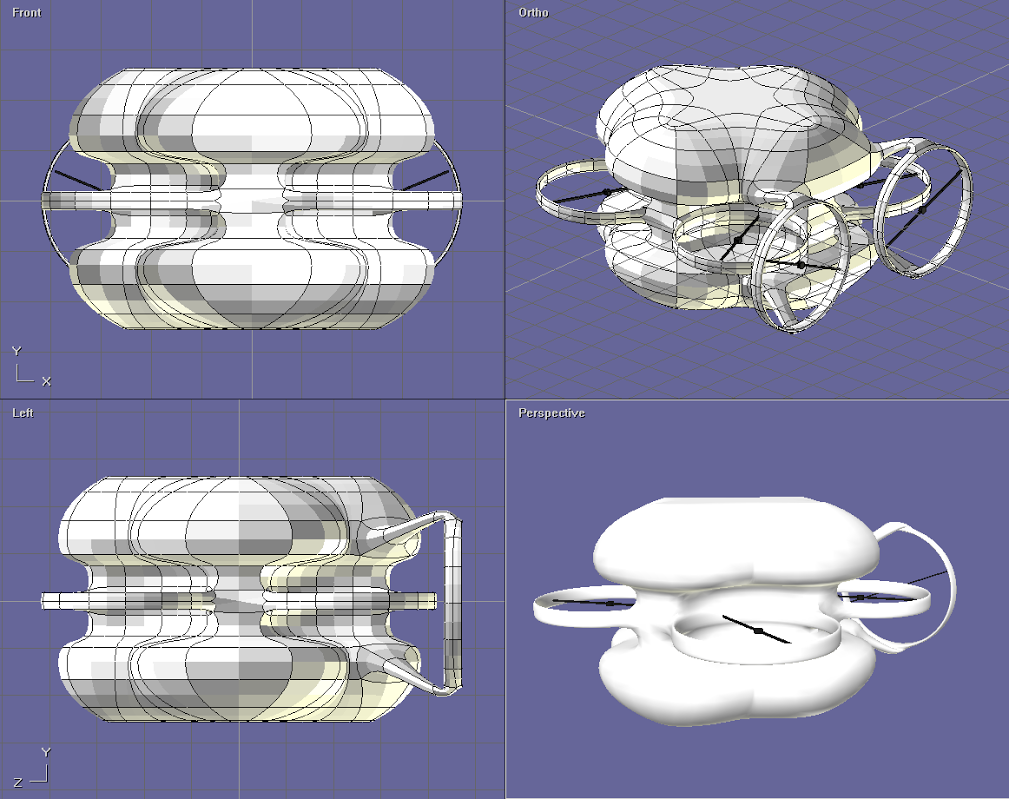 Front
Ortho
Y
X
Left
Perspective
Y
Z